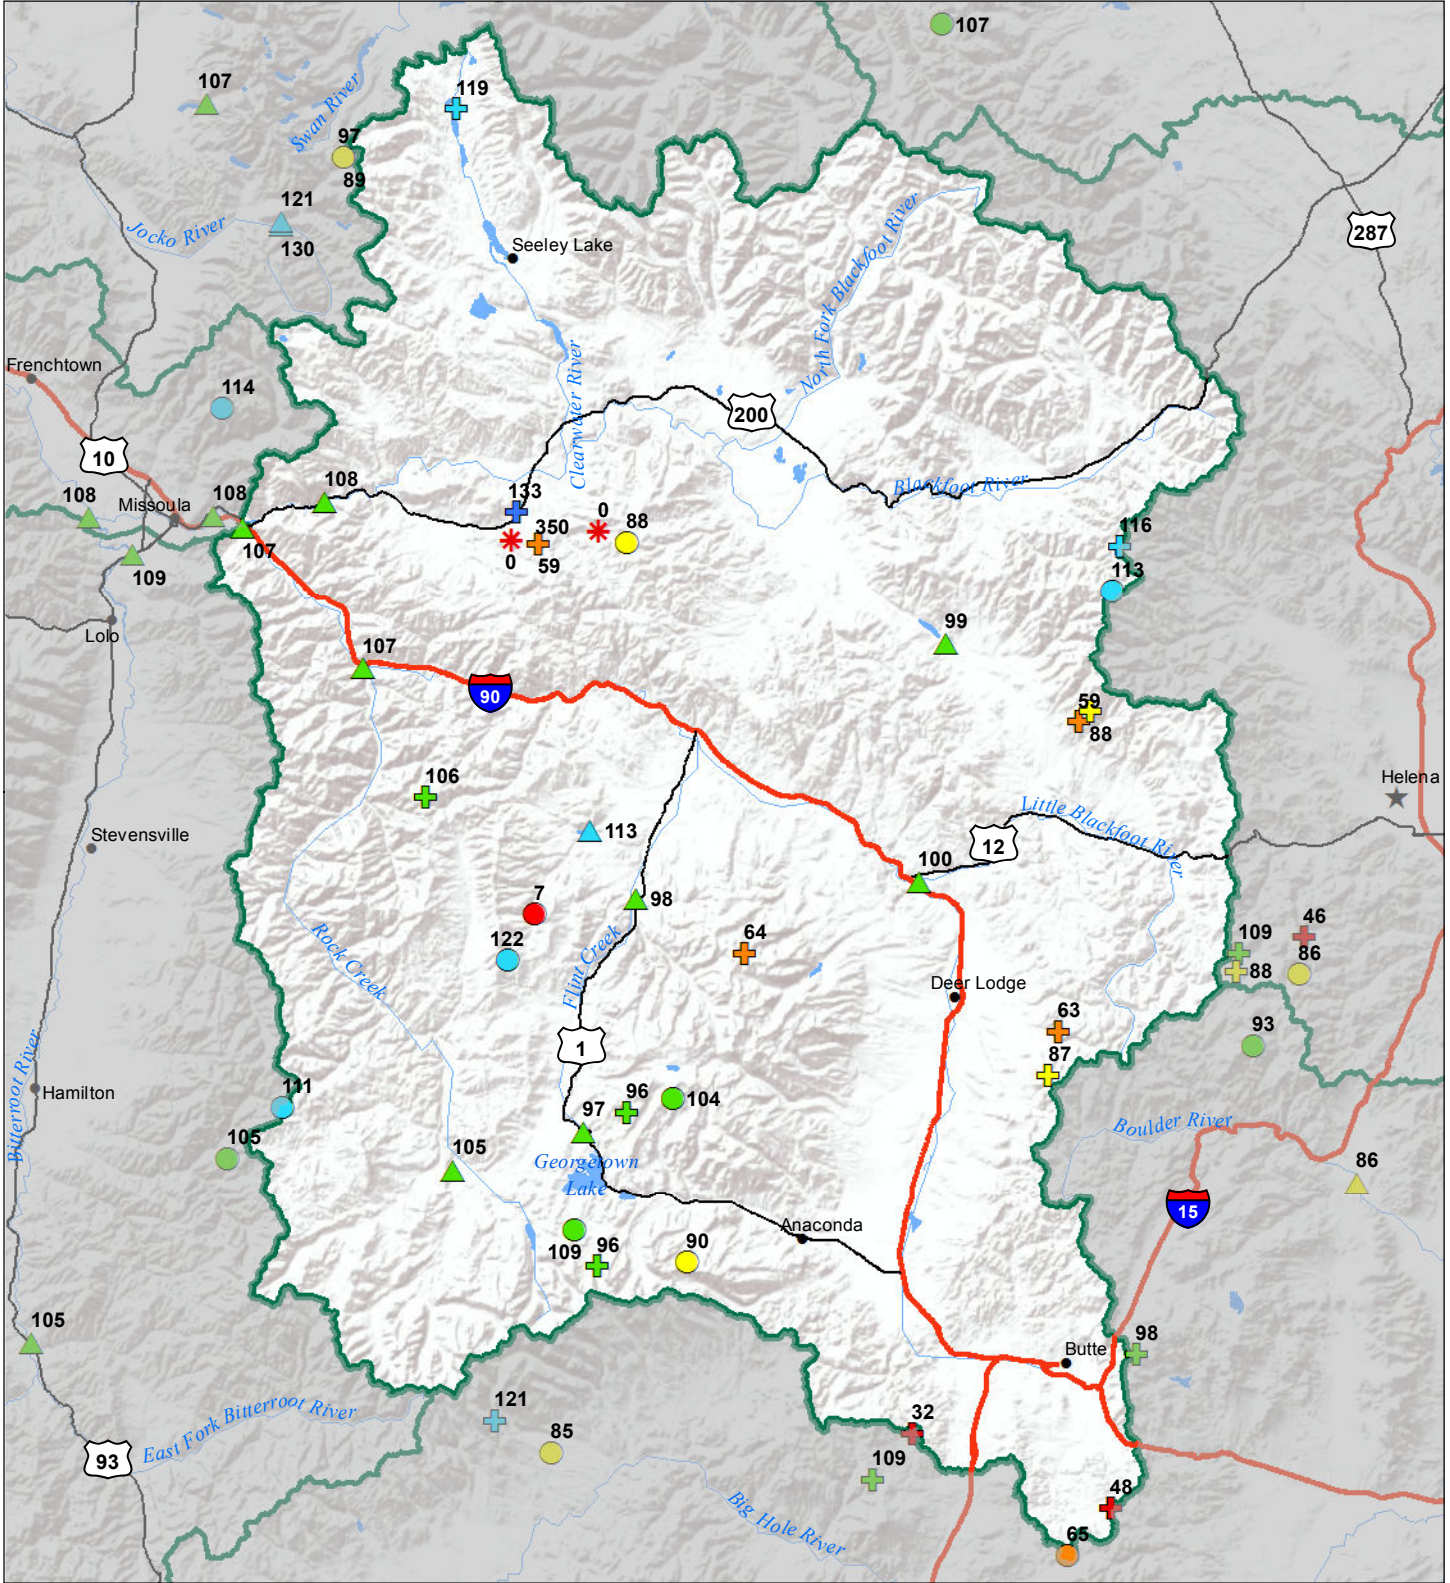 107
107
119
Swan River
97
89
121
130
Jocko River
Seeley Lake
287
North Fork Blackfoot River
Frenchtown
Clearwater River
114
200
10
108
108
108
Missoula
133
0
350
88
Blackfoot River
107
0
59
109
116
113
Lolo
99
107
90
59
88
106
Helena
Little Blackfoot River
Stevensville
113
12
100
7
98
122
64
46
109
86
88
Rock Creek
Flint Creek
Deer Lodge
63
93
1
87
Bitterroot River
Hamilton
111
96
104
97
Boulder River
105
105
Georgetown
Lake
86
15
Anaconda
109
96
90
105
98
Butte
121
East Fork Bitterroot River
85
32
93
109
48
Big Hole River
65